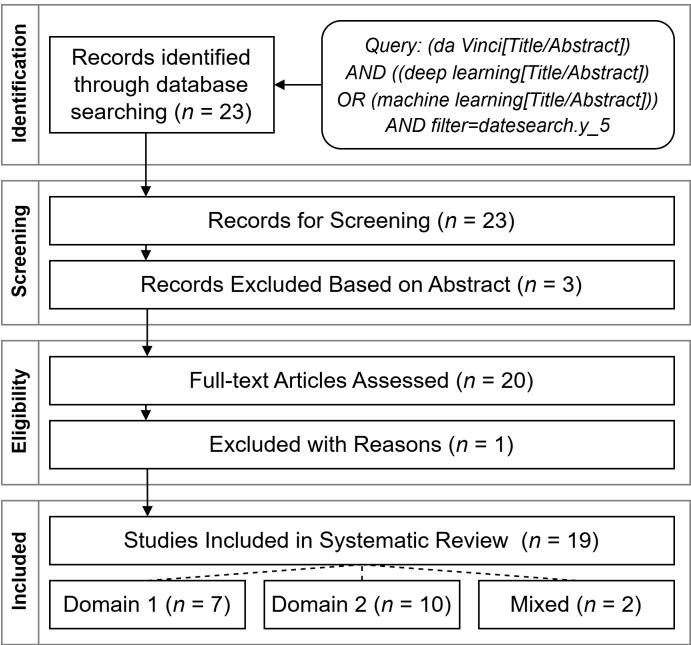 Identification
Records identified
through database
searching (n = 23)
Query: (da Vinci[Title/Abstract])
AND ((deep learning[Title/Abstract])
OR (machine learning[Title/Abstract]))
AND filter=datesearch.y_5
Screening
Records for Screening (n = 23)
Records Excluded Based on Abstract (n = 3)
Eligibility
Full-text Articles Assessed (n = 20)
Excluded with Reasons (n = 1)
Included
Studies Included in Systematic Review (n = 19)
Domain 1 (n = 7)
Domain 2 (n = 10)
Mixed (n = 2)